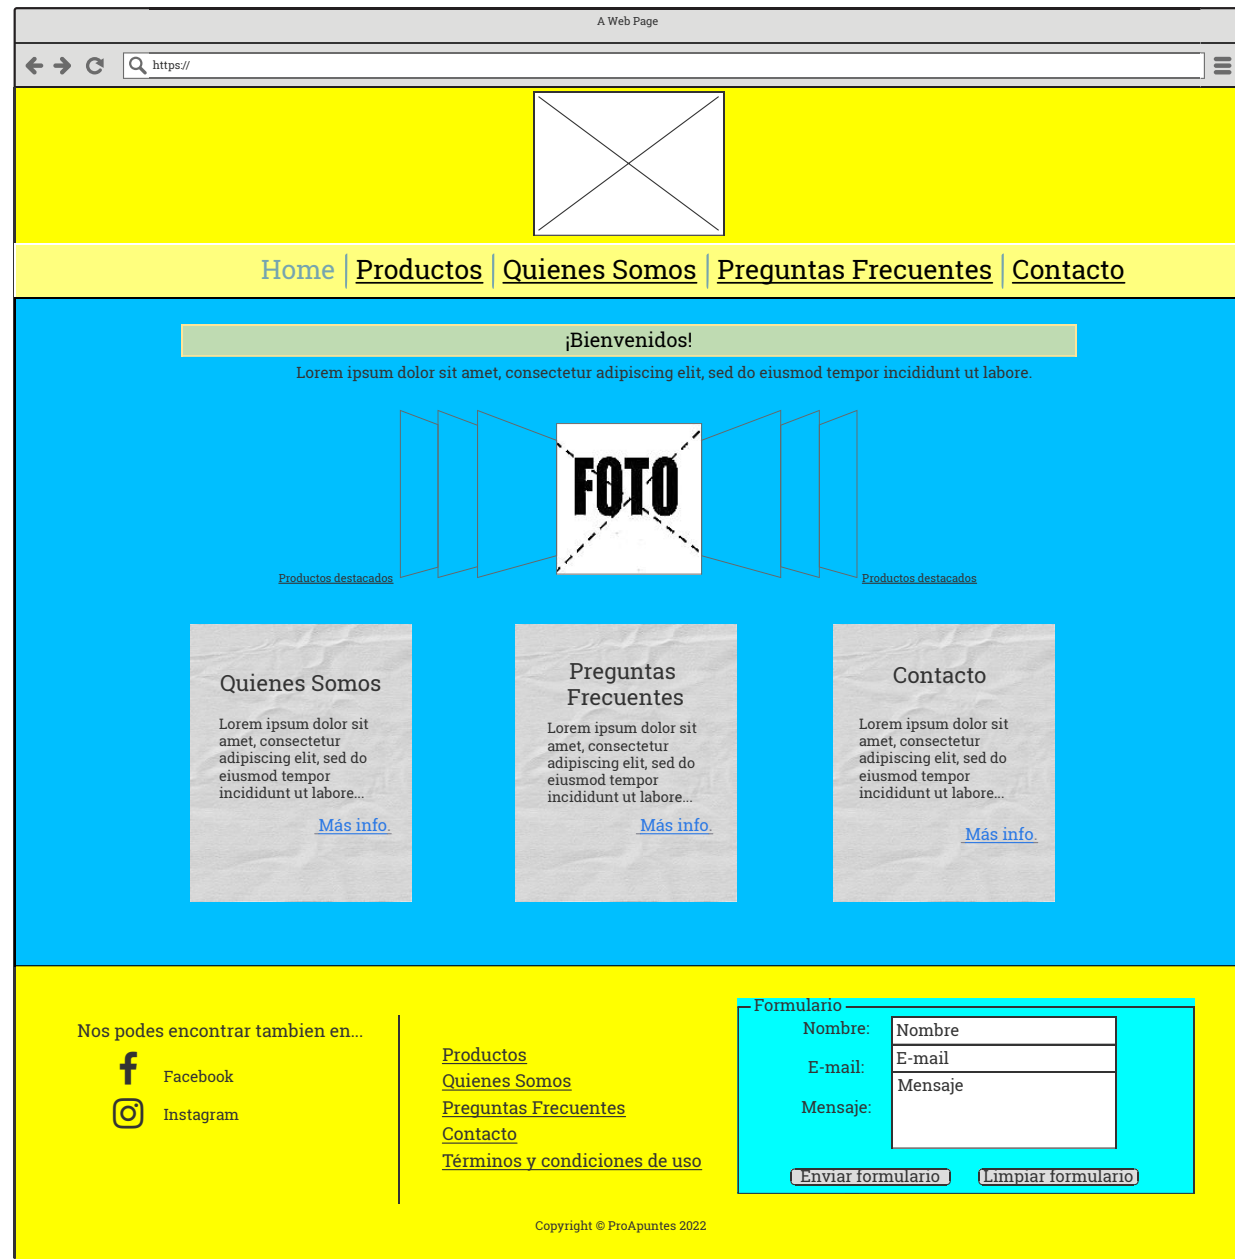 A Web Page
https://
Home Productos Quienes Somos Preguntas Frecuentes Contacto
¡Bienvenidos!
Lorem ipsum dolor sit amet, consectetur adipiscing elit, sed do eiusmod tempor incididunt ut labore.
FOTO
Productos destacados
Productos destacados
Quienes Somos
Lorem ipsum dolor sit
amet, consectetur
adipiscing elit, sed do
eiusmod tempor
incididunt ut labore...
Más info.
Preguntas
Frecuentes
Lorem ipsum dolor sit
amet, consectetur
adipiscing elit, sed do
eiusmod tempor
incididunt ut labore...
Más info.
Contacto
Lorem ipsum dolor sit
amet, consectetur
adipiscing elit, sed do
eiusmod tempor
incididunt ut labore...
Más info.
Nos podes encontrar tambien en...
Facebook
Instagram
Productos
Quienes Somos
Preguntas Frecuentes
Contacto
Términos y condiciones de uso
Formulario
Nombre: Nombre
E-mail: E-mail
Mensaje: Mensaje
Enviar formulario Limpiar formulario
Copyright © ProApuntes 2022